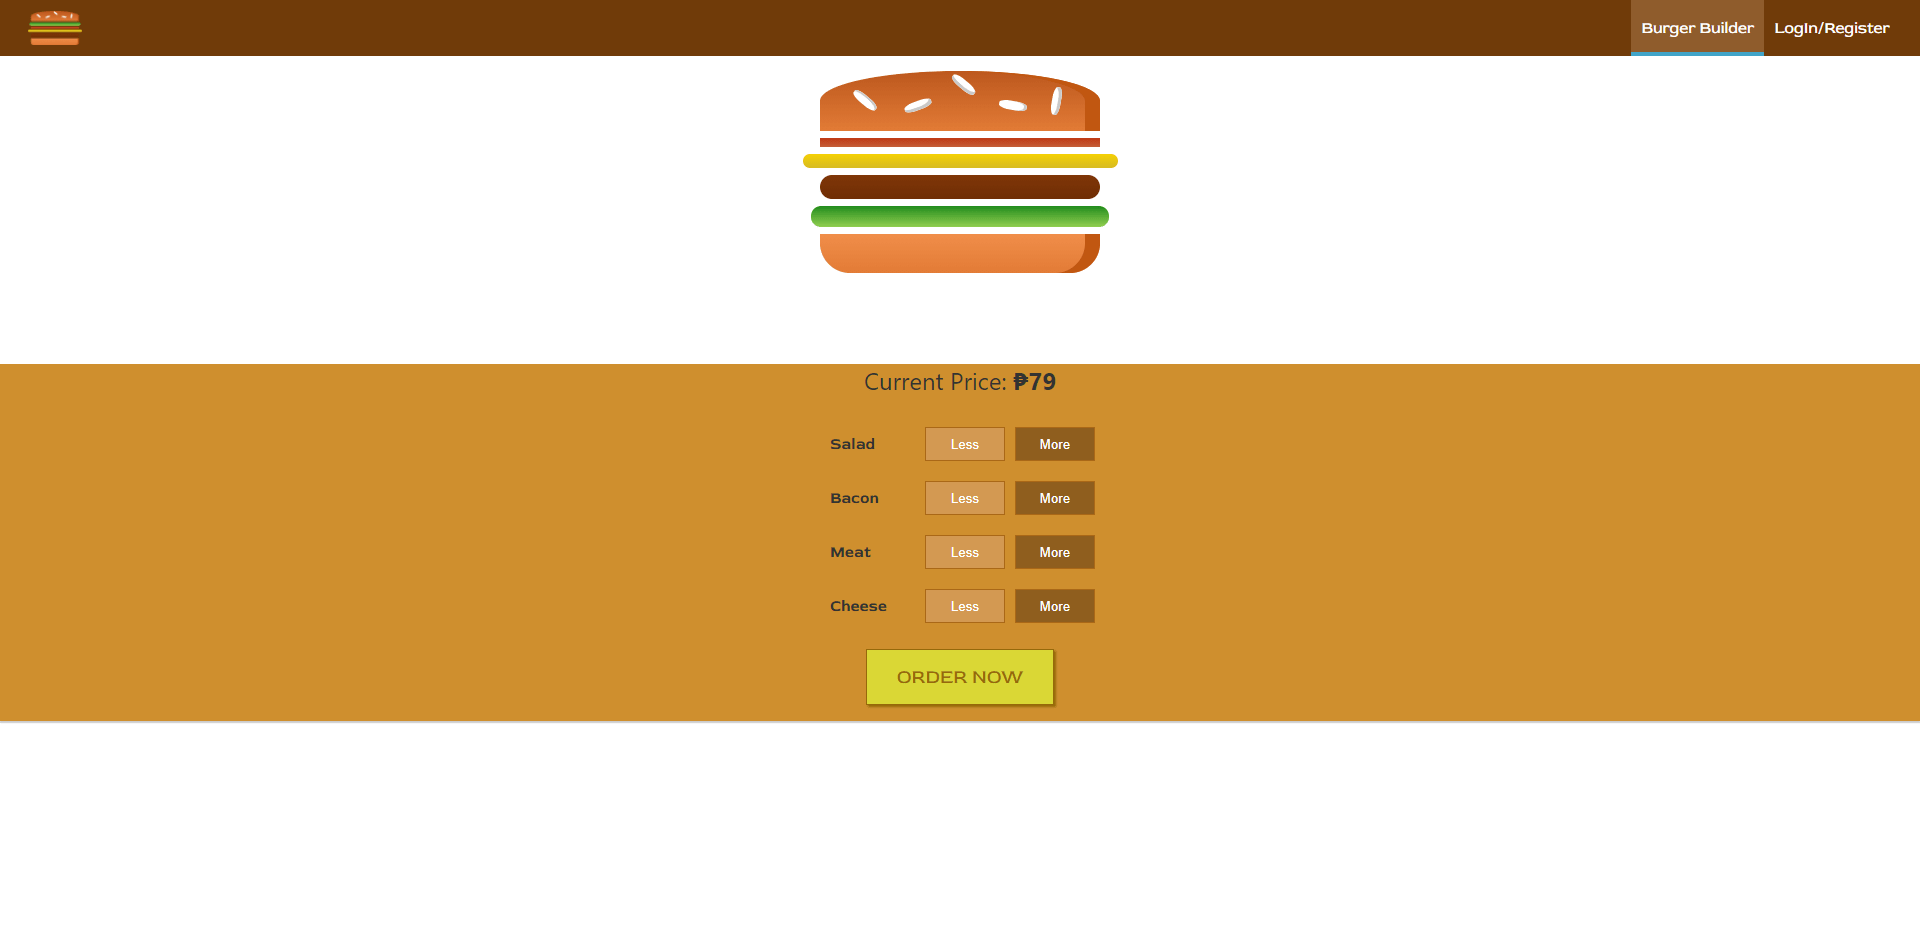 Burger Builder LogIn/Register
Current Price: ₱79
Salad Less More
Bacon Less More
Meat Less More
Cheese Less More
ORDER NOW